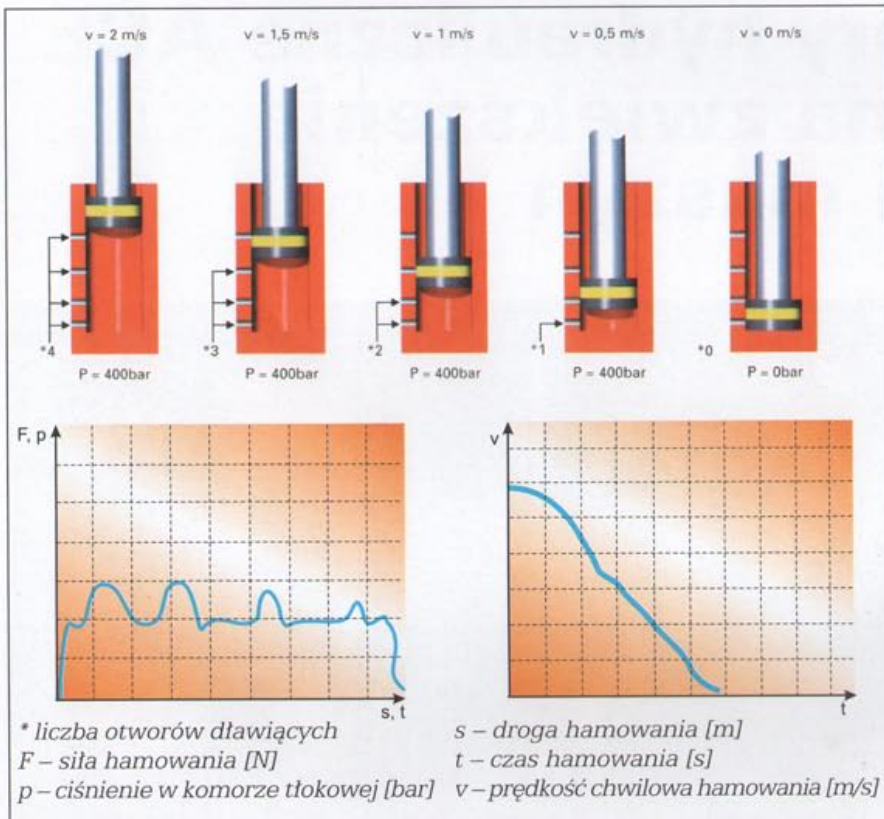 v = 2 m/s
v = 1,5 m/s
v = 1 m/s
v = 0,5 m/s
v = 0 m/s
*4
*3
*2
*1
*0
P = 400bar
P = 400bar
P = 400bar
P = 400bar
P = 0bar
F, p
s, t
v
t
* liczba otworów dławiących
F – siła hamowania [N]
p – ciśnienie w komorze tłokowej [bar]
s – droga hamowania [m]
t – czas hamowania [s]
v – prędkość chwilowa hamowania [m/s]